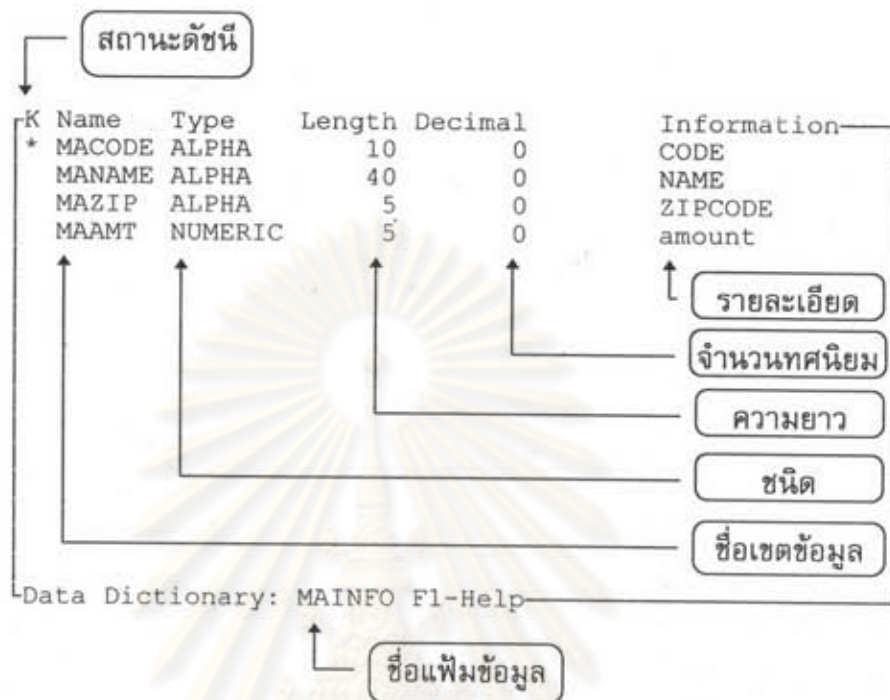 สถานะดัชนี
K Name Type Length Decimal Information
* MACODE ALPHA 10 0 CODE
MANAME ALPHA 40 0 NAME
MAZIP ALPHA 5 0 ZIPCODE
MAAMT NUMERIC 5 0 amount
รายละเอียด
จำนวนทศนิยม
ความยาว
ชนิด
ชื่อเขตข้อมูล
Data Dictionary: MAINFO F1-Help
ชื่อแฟ้มข้อมูล